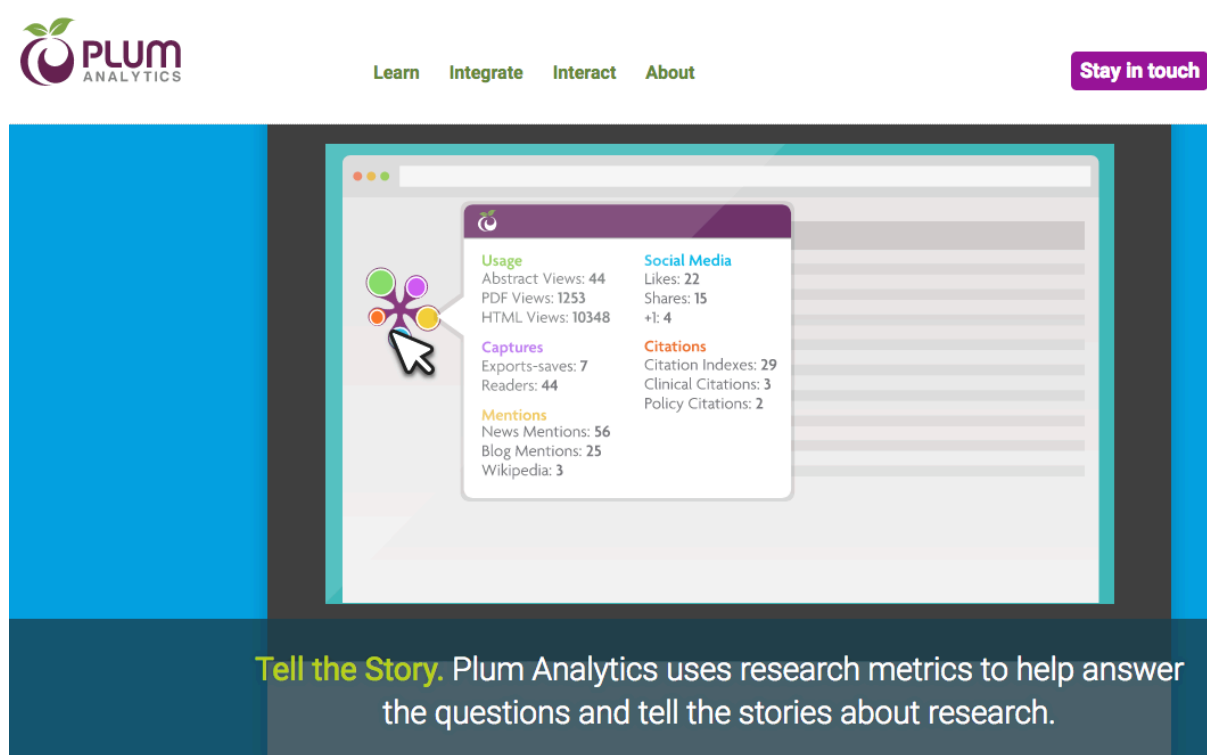 PLUM
ANALYTICS
Learn Integrate Interact About
Stay in touch
Usage
Abstract Views: 44
PDF Views: 1253
HTML Views: 10348
Captures
Exports-saves: 7
Readers: 44
Mentions
News Mentions: 56
Blog Mentions: 25
Wikipedia: 3
Social Media
Likes: 22
Shares: 15
+1: 4
Citations
Citation Indexes: 29
Clinical Citations: 3
Policy Citations: 2
Tell the Story. Plum Analytics uses research metrics to help answer
the questions and tell the stories about research.